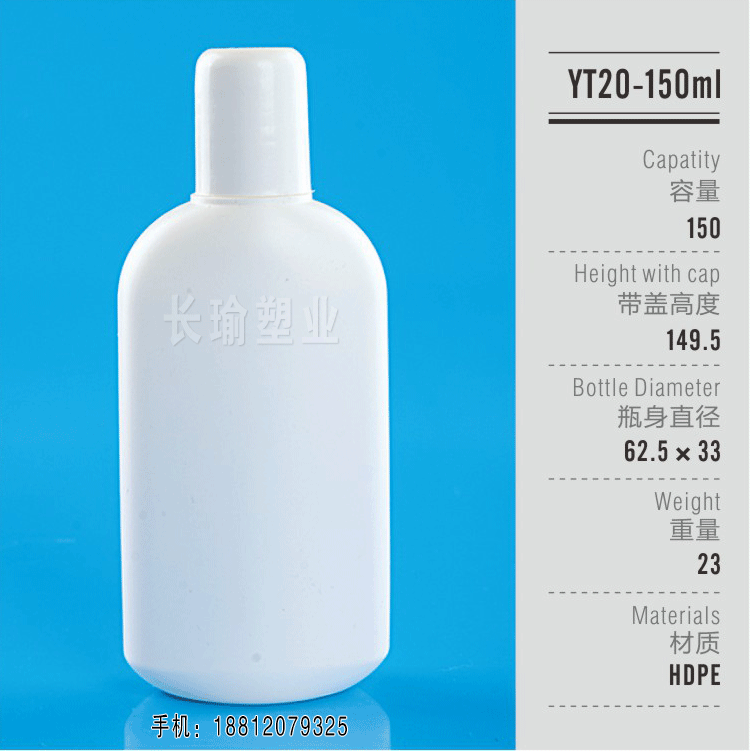 YT20-150ml
Capatity
容量
150
Height with cap
带盖高度
149.5
Bottle Diameter
瓶身直径
62.5 × 33
Weight
重量
23
Materials
材质
HDPE
长瑜塑业
手机：18812079325